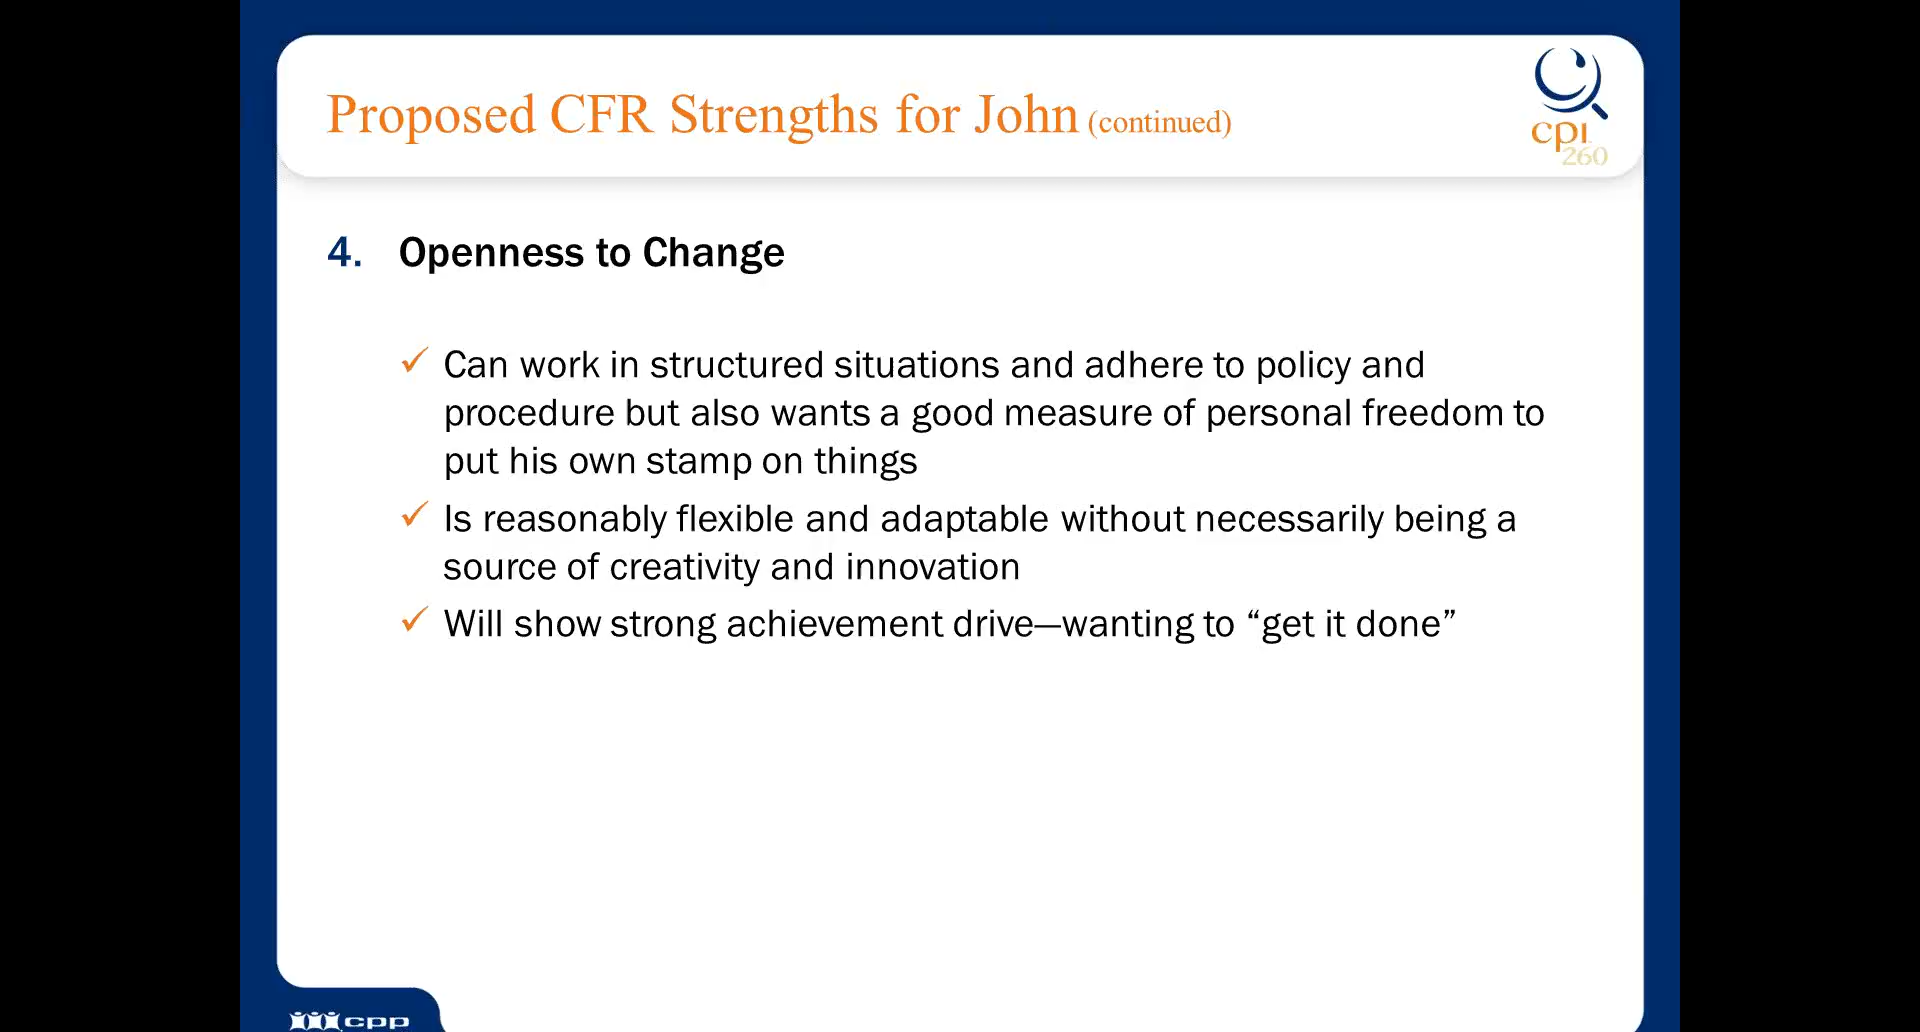 Proposed CFR Strengths for John (continued)
cpi
260
4. Openness to Change
✓ Can work in structured situations and adhere to policy and
procedure but also wants a good measure of personal freedom to
put his own stamp on things
✓ Is reasonably flexible and adaptable without necessarily being a
source of creativity and innovation
✓ Will show strong achievement drive—wanting to “get it done”
cpp